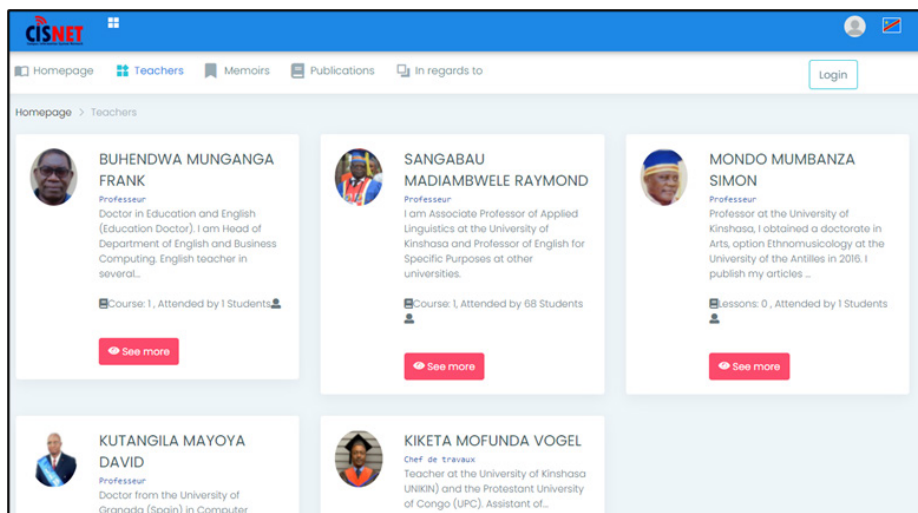 CISNET
Homepage
Teachers
Memoirs
Publications
In regards to
Login
Homepage > Teachers
BUHENDWA MUNGANGA
FRANK
Professeur
Doctor in Education and English
(Education Doctor). I am Head of
Department of English and Business
Computing. English teacher in
several...
Course: 1 , Attended by 1 Students
See more
SANGABAU
MADIAMBWELE RAYMOND
Professeur
I am Associate Professor of Applied
Linguistics at the University of
Kinshasa and Professor of English for
Specific Purposes at other
universities.
Course: 1, Attended by 68 Students
See more
MONDO MUMBANZA
SIMON
Professeur
Professor at the University of
Kinshasa, I obtained a doctorate in
Arts, option Ethnomusicology at the
University of the Antilles in 2016. I
publish my articles ...
Lessons: 0 , Attended by 1 Students
See more
KUTANGILA MAYOYA
DAVID
Professeur
Doctor from the University of
Granada (Spain) in Computer
KIKETA MOFUNDA VOGEL
Chef de travaux
Teacher at the University of Kinshasa
UNIKIN) and the Protestant University
of Congo (UPC). Assistant of...